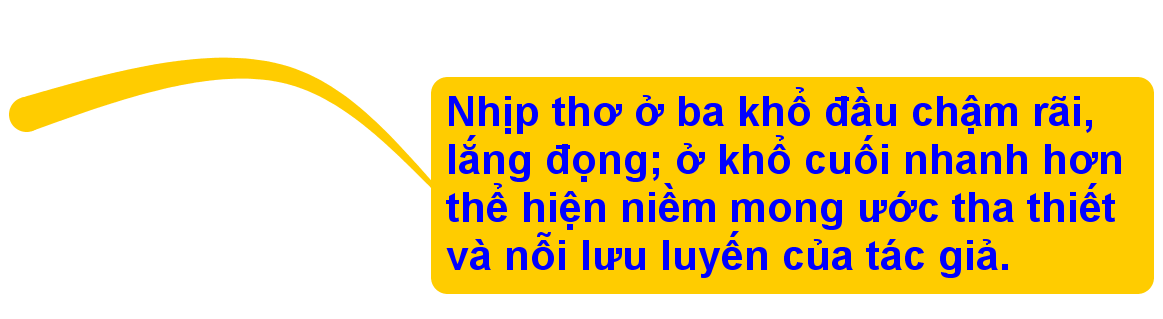 Nhịp thơ ở ba khổ đầu chậm rãi,
lắng đọng; ở khổ cuối nhanh hơn
thể hiện niềm mong ước tha thiết
và nỗi lưu luyến của tác giả.